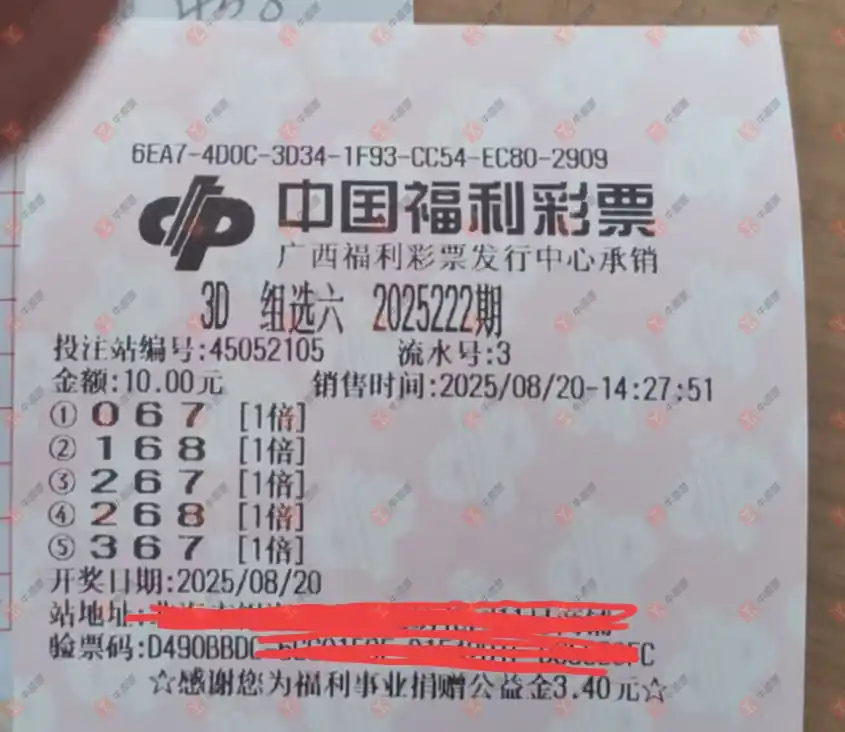 458
6EA7-4D0C-3D34-1F93-CC54-EC80-2909
中国福利彩票
广西福利彩票发行中心承销
3D 组选六 2025222期
投注站编号:45052105 流水号:3
金额:10.00元 销售时间:2025/08/20-14:27:51
① 0 6 7 [1倍]
② 1 6 8 [1倍]
③ 2 6 7 [1倍]
④ 2 6 8 [1倍]
⑤ 3 6 7 [1倍]
开奖日期:2025/08/20
站地址:
验票码:D490BBD
☆感谢您为福利事业捐赠公益金3.40元☆